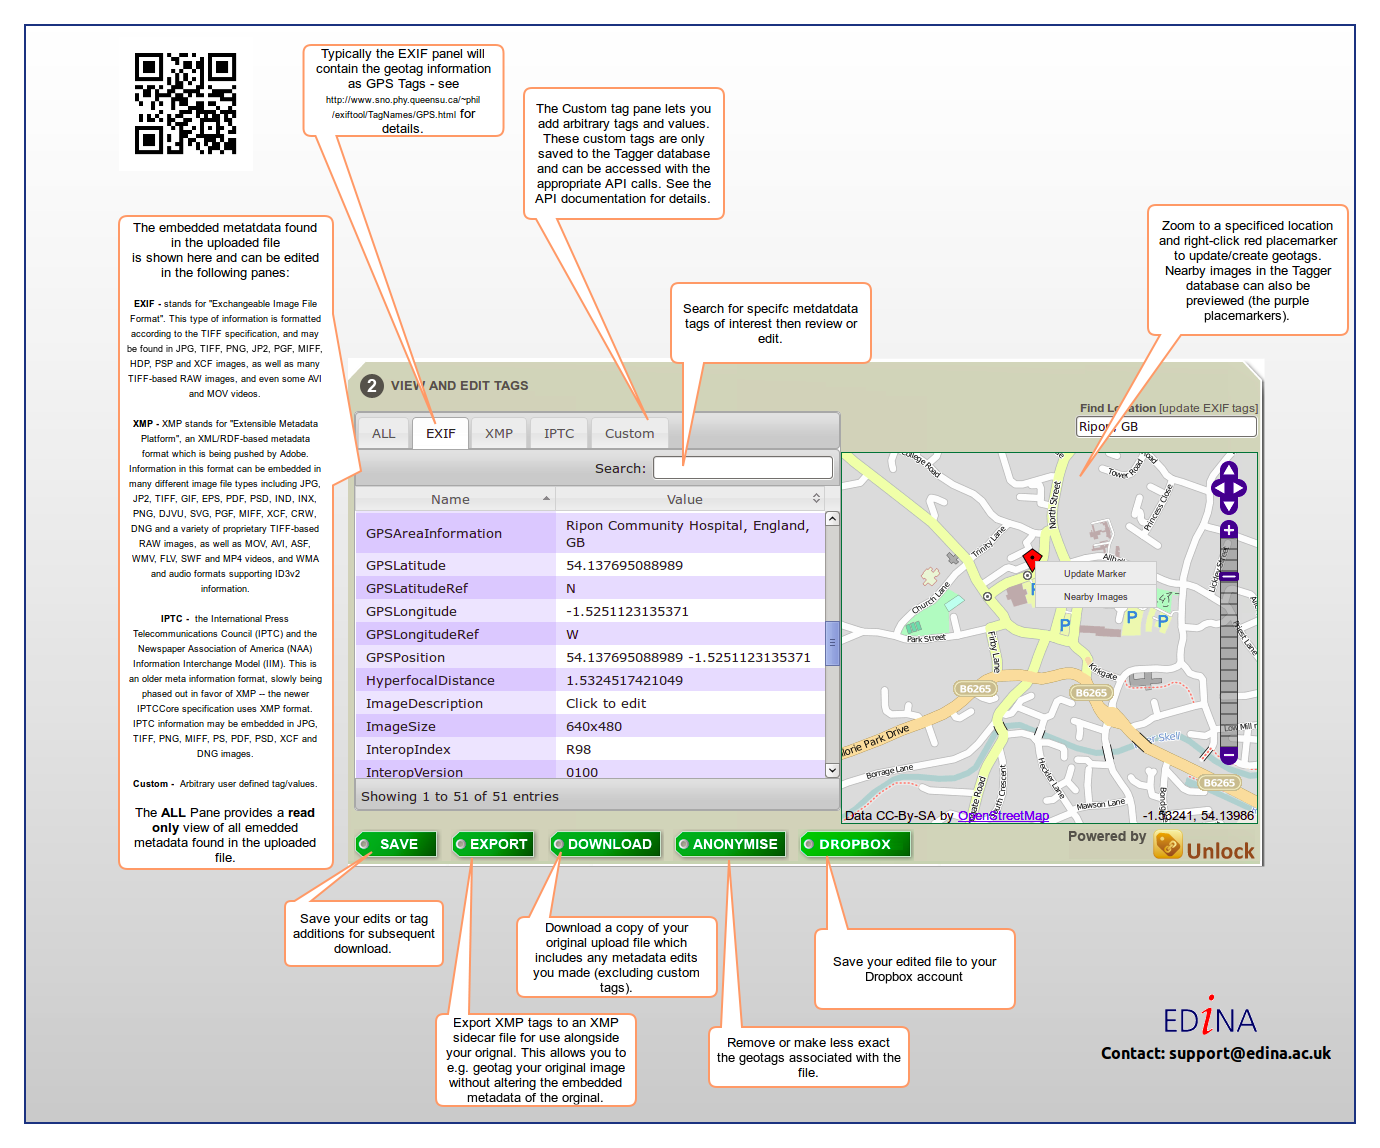 Typically the EXIF panel will
contain the geotag information
as GPS Tags - see
http://www.sno.phy.queensu.ca/~phil
/exiftool/TagNames/GPS.html for
details.
The Custom tag pane lets you
add arbitrary tags and values.
These custom tags are only
saved to the Tagger database
and can be accessed with the
appropriate API calls. See the
API documentation for details.
Zoom to a specificed location
and right-click red placemarker
to update/create geotags.
Nearby images in the Tagger
database can also be
previewed (the purple
placemarkers).
Search for specifc metdatdata
tags of interest then review or
edit.
The embedded metatdata found
in the uploaded file
is shown here and can be edited
in the following panes:
EXIF - stands for "Exchangeable Image File
Format". This type of information is formatted
according to the TIFF specification, and may
be found in JPG, TIFF, PNG, JP2, PGF, MIFF,
HDP, PSP and XCF images, as well as many
TIFF-based RAW images, and even some AVI
and MOV videos.
XMP - XMP stands for "Extensible Metadata
Platform", an XML/RDF-based metadata
format which is being pushed by Adobe.
Information in this format can be embedded in
many different image file types including JPG,
JP2, TIFF, GIF, EPS, PDF, PSD, IND, INX,
PNG, DJVU, SVG, PGF, MIFF, XCF, CRW,
DNG and a variety of proprietary TIFF-based
RAW images, as well as MOV, AVI, ASF,
WMV, FLV, SWF and MP4 videos, and WMA
and audio formats supporting ID3v2
information.
IPTC - the International Press
Telecommunications Council (IPTC) and the
Newspaper Association of America (NAA)
Information Interchange Model (IIM). This is
an older meta information format, slowly being
phased out in favor of XMP -- the newer
IPTCCore specification uses XMP format.
IPTC information may be embedded in JPG,
TIFF, PNG, MIFF, PS, PDF, PSD, XCF and
DNG images.
Custom - Arbitrary user defined tag/values.
The ALL Pane provides a read
only view of all emedded
metadata found in the uploaded
file.
2 VIEW AND EDIT TAGS
ALL EXIF XMP IPTC Custom
Search:
Name Value
GPSAreaInformation Ripon Community Hospital, England,
GB
GPSLatitude 54.137695088989
GPSLatitudeRef N
GPSLongitude -1.5251123135371
GPSLongitudeRef W
GPSPosition 54.137695088989 -1.5251123135371
HyperfocalDistance 1.5324517421049
ImageDescription Click to edit
ImageSize 640x480
InteropIndex R98
InteropVersion 0100
Showing 1 to 51 of 51 entries
Find Location [update EXIF tags]
Ripon, GB
College Road
Tower Road
North Street
Princess Close
Trinity Lane
Church Lane
Park Street
Firby Lane
Update Marker
Nearby Images
P
P
P
Priest Lane
Kirkgate
B6265
B6265
B6265
Borrage Lane
Heckler Lane
Mawson Lane
Data CC-By-SA by OpenStreetMap
-1.53241, 54.13986
Powered by
Unlock
SAVE
EXPORT
DOWNLOAD
ANONYMISE
DROPBOX
Save your edits or tag
additions for subsequent
download.
Export XMP tags to an XMP
sidecar file for use alongside
your orignal. This allows you to
e.g. geotag your original image
without altering the embedded
metadata of the orginal.
Download a copy of your
original upload file which
includes any metadata edits
you made (excluding custom
tags).
Remove or make less exact
the geotags associated with the
file.
Save your edited file to your
Dropbox account
EDiNA
Contact: support@edina.ac.uk